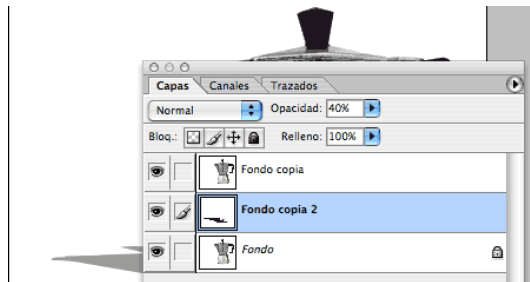 Capas Canales Trazados
Normal Opacidad: 40%
Bloq.: Relleno: 100%
Fondo copia
Fondo copia 2
Fondo